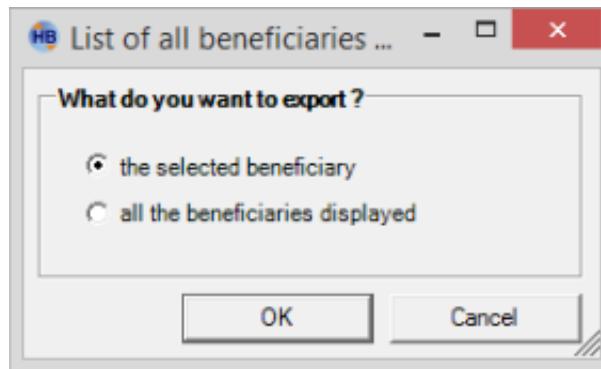 HB List of all beneficiaries ...
What do you want to export ?
the selected beneficiary
all the beneficiaries displayed
OK Cancel